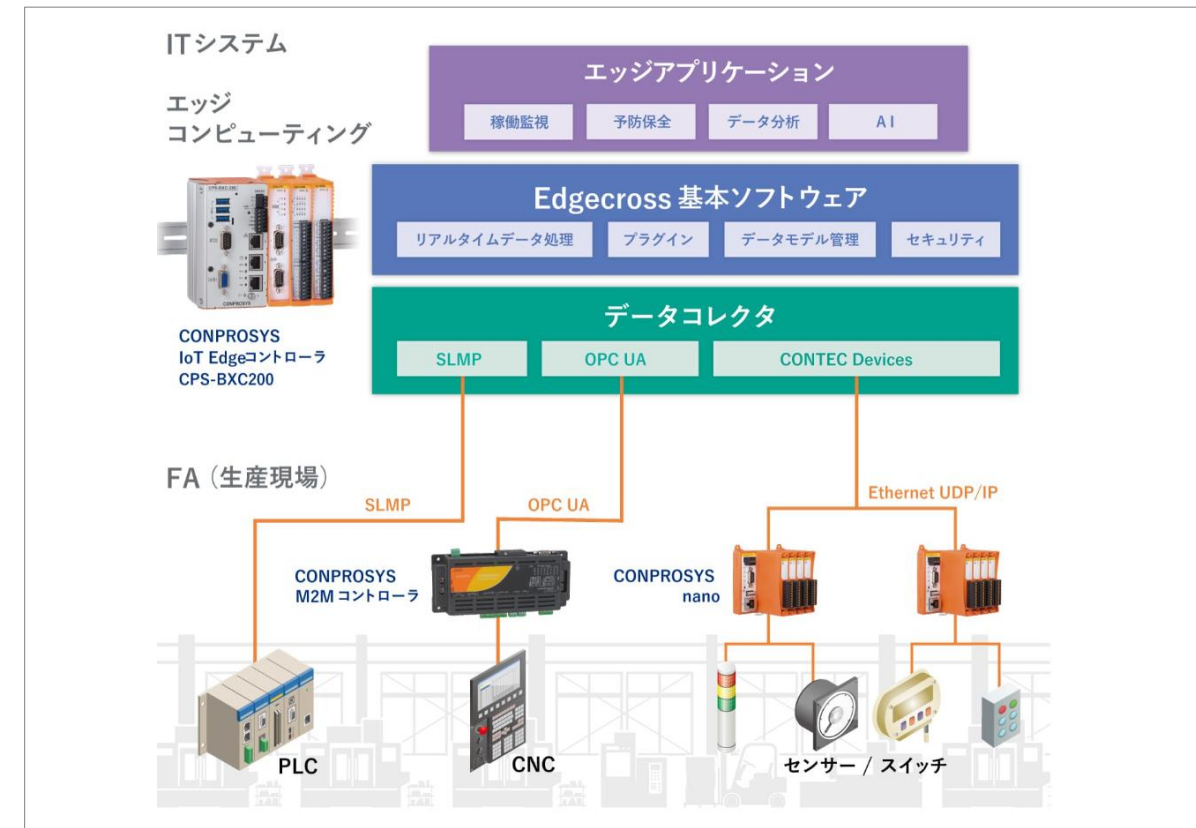 ITシステム
エッジアプリケーション
稼働監視
予防保全
データ分析
AI
エッジ
コンピューティング
CPS-BXC200
CONPROSYS
Edgecross 基本ソフトウェア
リアルタイムデータ処理
プラグイン
データモデル管理
セキュリティ
データコレクタ
SLMP
OPC UA
CONTEC Devices
CONPROSYS
IoT Edgeコントローラ
CPS-BXC200
FA（生産現場）
SLMP
OPC UA
Ethernet UDP/IP
CONPROSYS
M2Mコントローラ
CONPROSYS
nano
PLC
CNC
センサー / スイッチ